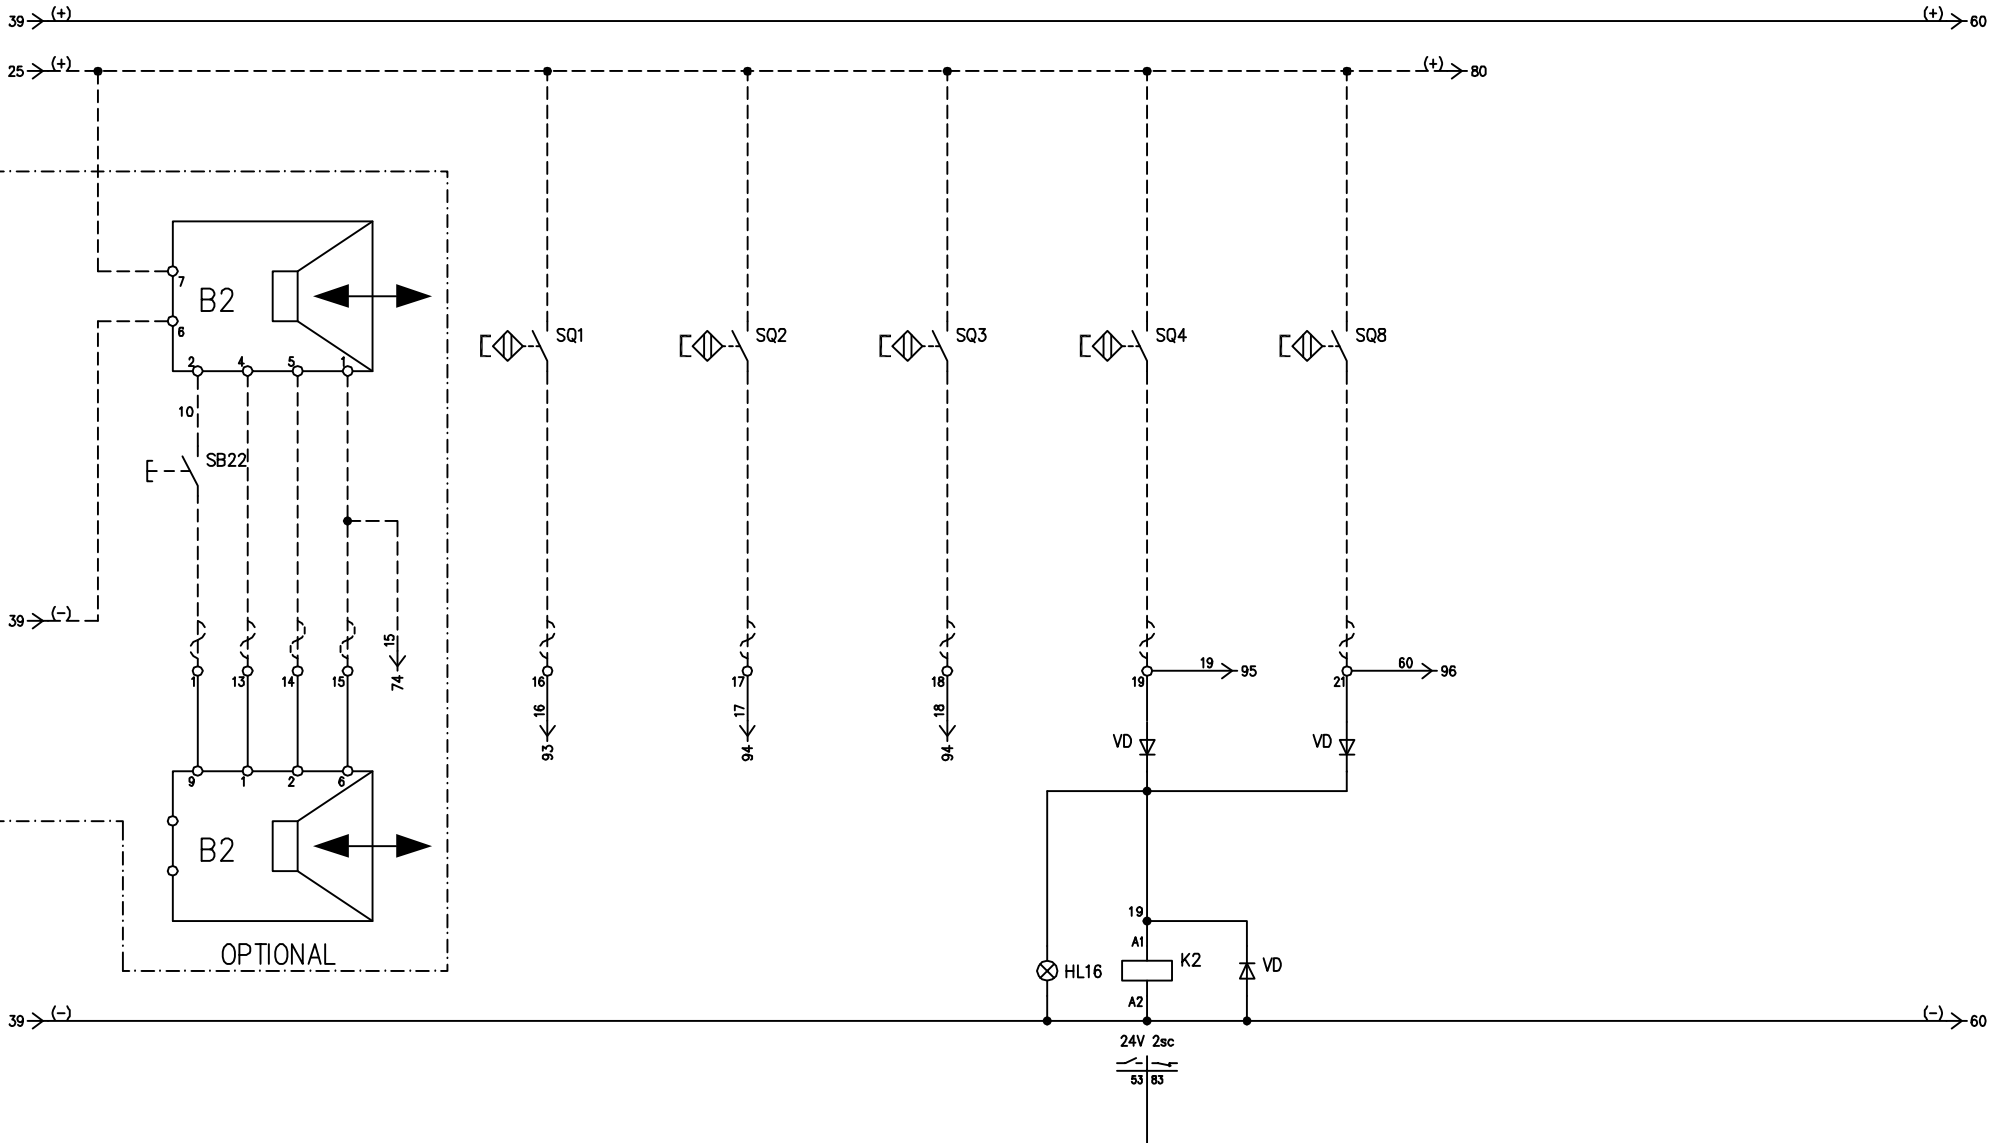 39 (+) (+) 60
25 (+) (+) 80
7
B2
6
2 4 5 1
SQ1 SQ2 SQ3 SQ4 SQ8
10
SB22
39 (-)
15
74
1 13 14 15 16 17 18 19 21
19 95 60 96
16 17 18
93 94 94
VD VD
9 1 2 6
B2
OPTIONAL
19
A1
K2
HL16 VD
A2
39 (-) (-) 60
24V 2sc
53 83